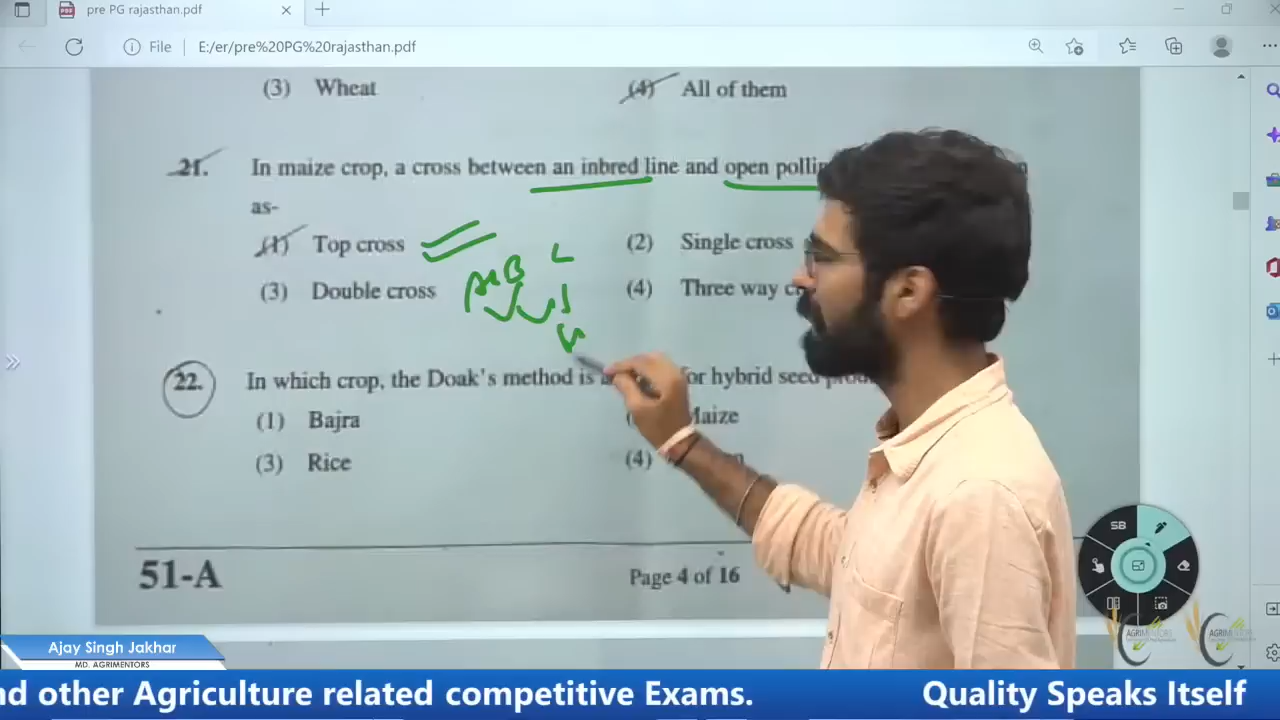 pre PG rajasthan.pdf
File E:/er/pre%20PG%20rajasthan.pdf
(3) Wheat (4) All of them
21. In maize crop, a cross between an inbred line and open
as-
(1) Top cross (2) Single cross
(3) Double cross (4) Three way
22. In which crop, the Doak's method is for hybrid seed
(1) Bajra Maize
(3) Rice (4)
51-A Page 4 of 16
SB
AGRIMENTORS AGRIMENTORS
Ajay Singh Jakhar
MD. AGRIMENTORS
other Agriculture related competitive Exams. Quality Speaks Itself